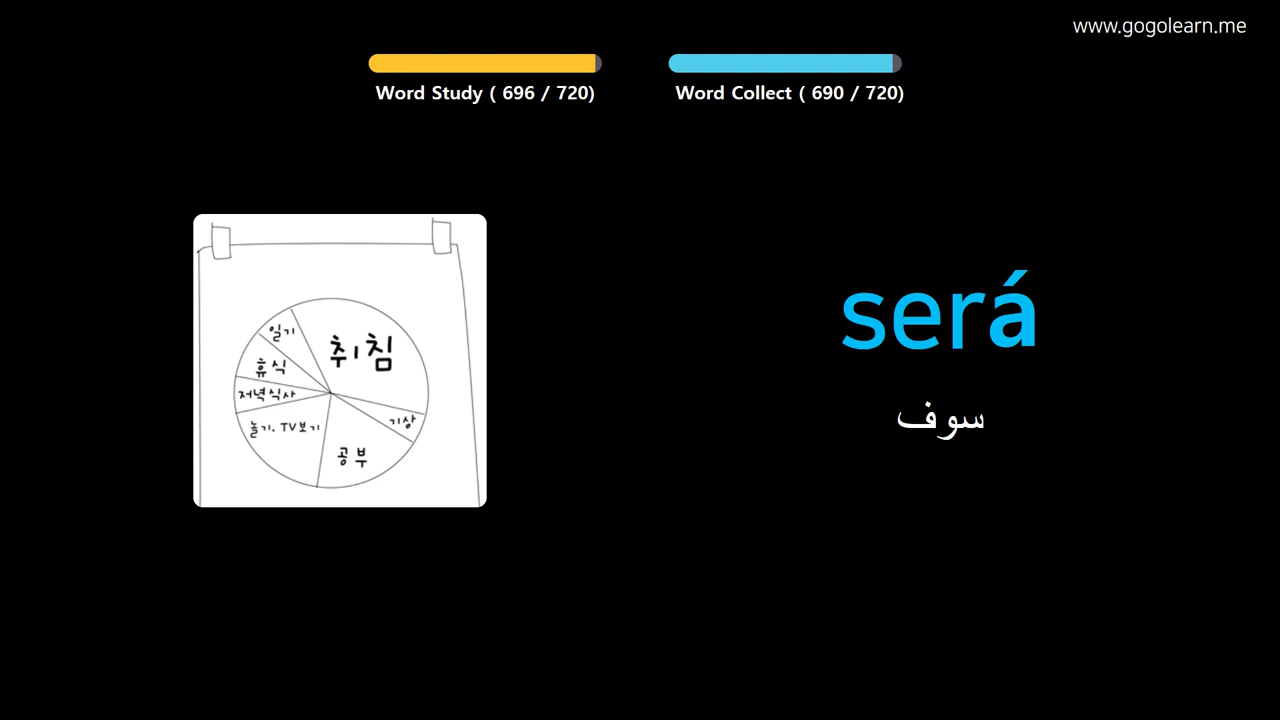 www.gogolearn.me
Word Study ( 696 / 720)
Word Collect ( 690 / 720)
일기
취침
휴식
저녁식사
기상
놀기. TV보기
공부
será
سوف